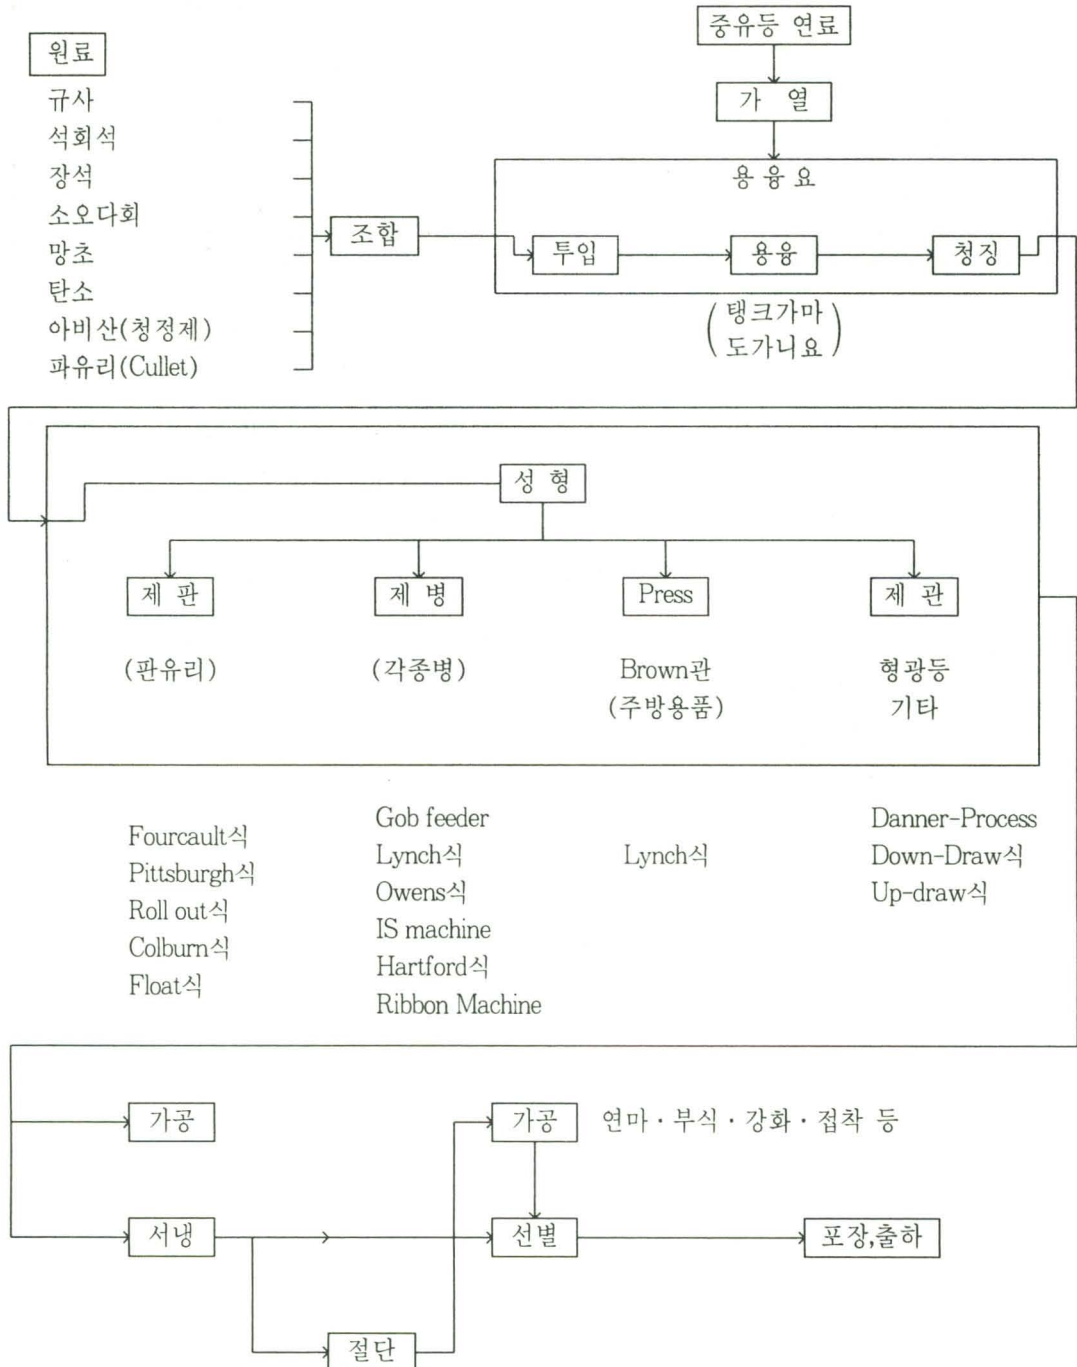 중유등 연료
원료
가 열
규사
석회석
장석
소오다회
망초
탄소
아비산(청정제)
파유리(Cullet)
조합
용 융 요
투입
용융
청징
(탱크가마
도가니요)
성 형
제 판
제 병
Press
제 관
(판유리)
(각종병)
Brown관
(주방용품)
형광등
기타
Fourcault식
Pittsburgh식
Roll out식
Colburn식
Float식
Gob feeder
Lynch식
Owens식
IS machine
Hartford식
Ribbon Machine
Lynch식
Danner-Process
Down-Draw식
Up-draw식
가공
가공
연마 · 부식 · 강화 · 접착 등
서냉
선별
포장,출하
절단